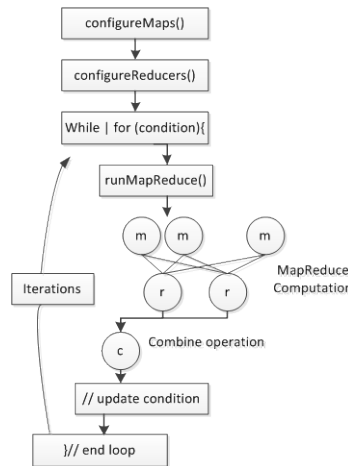 configureMaps()
configureReducers()
While | for (condition){
runMapReduce()
m m m
MapReduce
Computation
r r
Iterations
Combine operation
c
// update condition
}// end loop